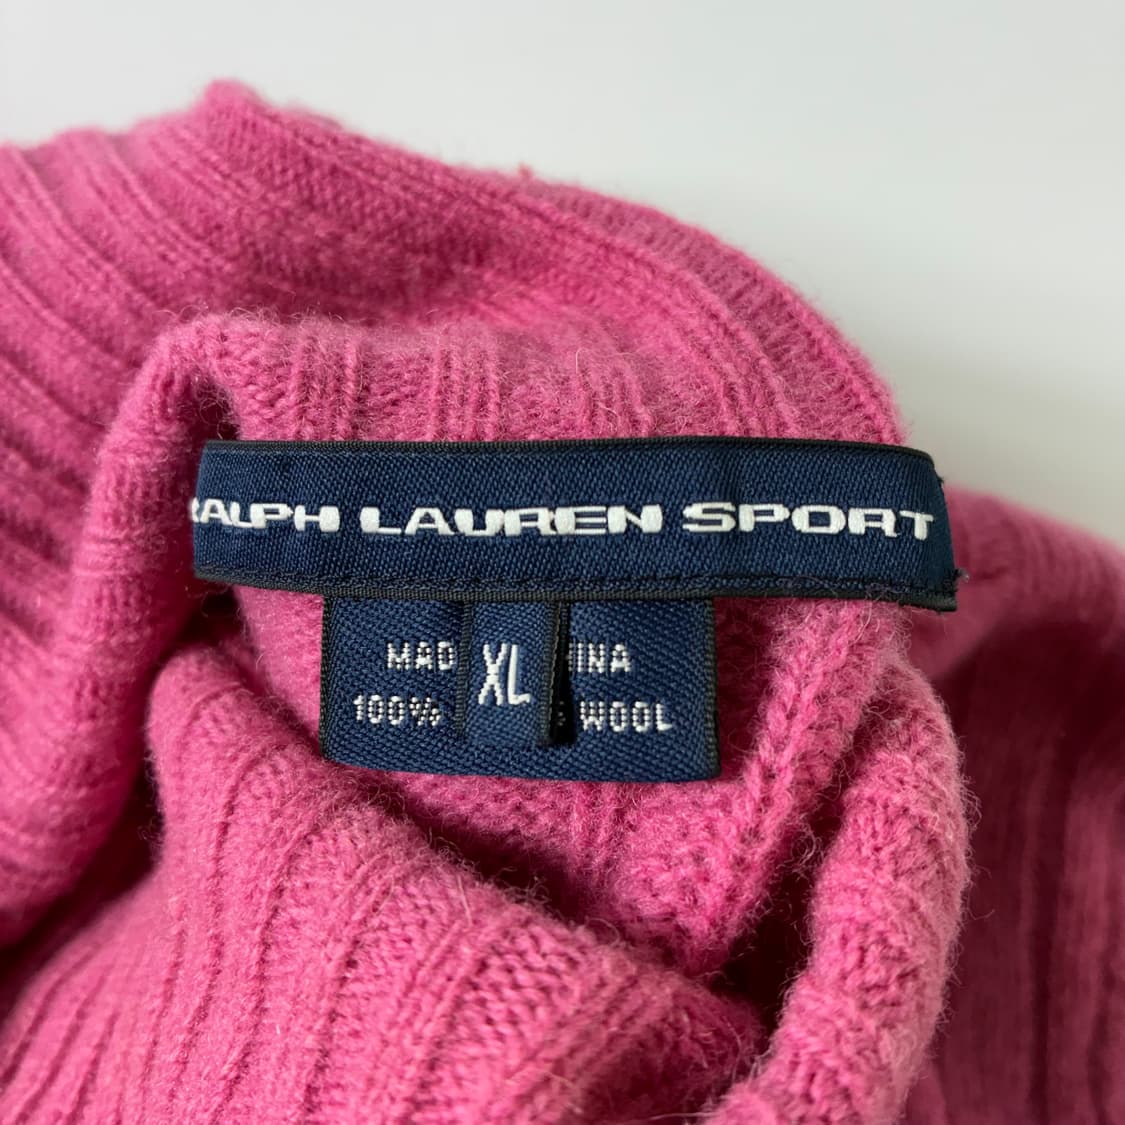 RALPH LAUREN SPORT
MAD XL INA
100% WOOL